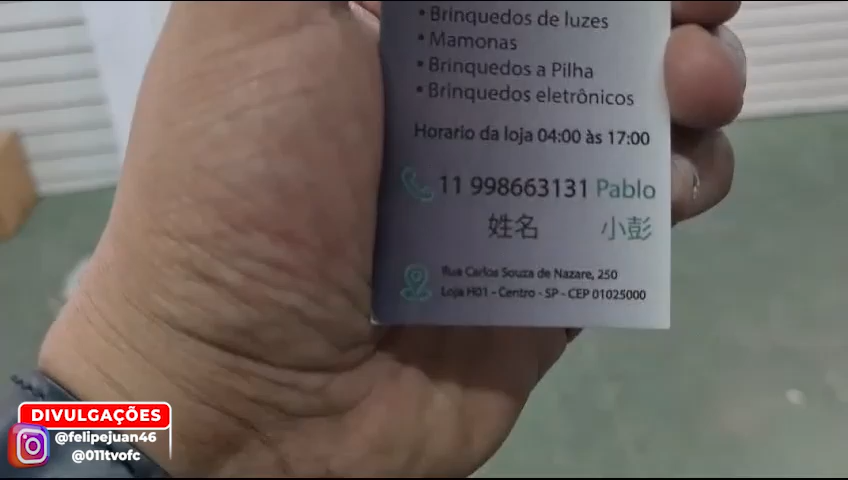 • Brinquedos de luzes
• Mamonas
• Brinquedos a Pilha
• Brinquedos eletrônicos
Horario da loja 04:00 às 17:00
11 998663131 Pablo
姓名 小彭
Rua Carlos Souza de Nazare, 250
Loja H01 - Centro - SP - CEP 01025000
DIVULGAÇÕES
@felipejuan46
@011tvofc